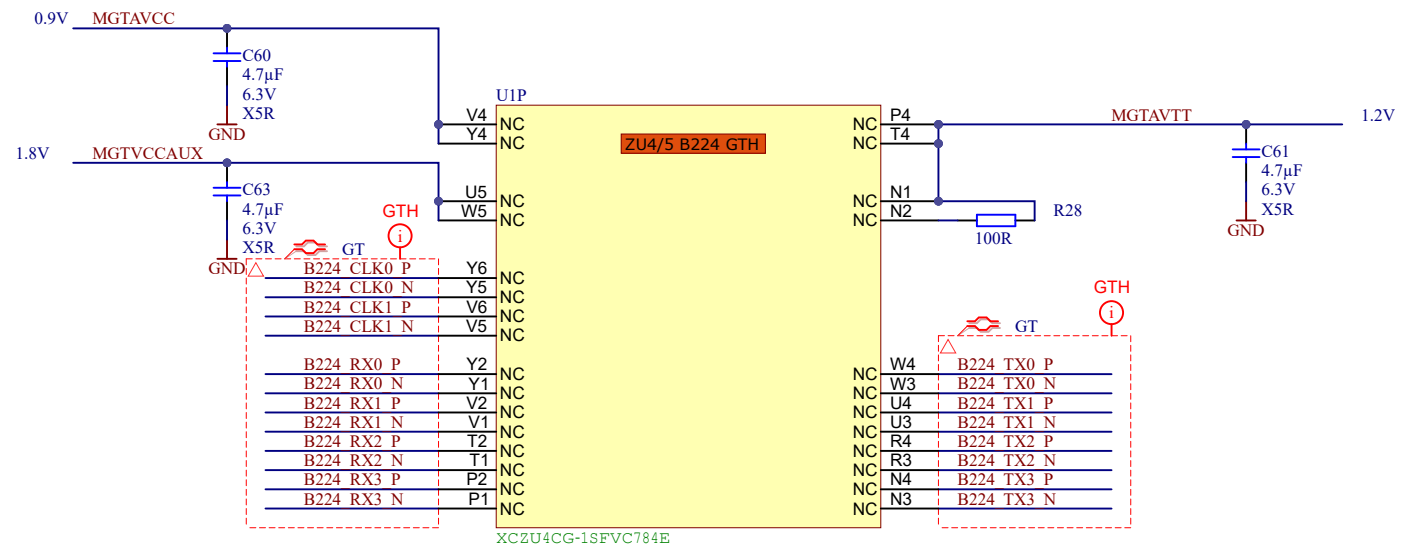 0.9V MGTAVCC
C60
4.7µF
6.3V
X5R
GND
1.8V MGTVCCAUX
C63
4.7µF
6.3V
X5R
GND
GTH
i
GT
B224_CLK0_P
B224_CLK0_N
B224_CLK1_P
B224_CLK1_N
B224_RX0_P
B224_RX0_N
B224_RX1_P
B224_RX1_N
B224_RX2_P
B224_RX2_N
B224_RX3_P
B224_RX3_N
U1P
ZU4/5 B224 GTH
V4 NC
Y4 NC
U5 NC
W5 NC
Y6 NC
Y5 NC
V6 NC
V5 NC
Y2 NC
Y1 NC
V2 NC
V1 NC
T2 NC
T1 NC
P2 NC
P1 NC
NC P4
NC T4
NC N1
NC N2
NC W4
NC W3
NC U4
NC U3
NC R4
NC R3
NC N4
NC N3
XCZU4CG-1SFVC784E
MGTAVTT 1.2V
C61
4.7µF
6.3V
X5R
GND
R28
100R
GTH
i
GT
B224_TX0_P
B224_TX0_N
B224_TX1_P
B224_TX1_N
B224_TX2_P
B224_TX2_N
B224_TX3_P
B224_TX3_N